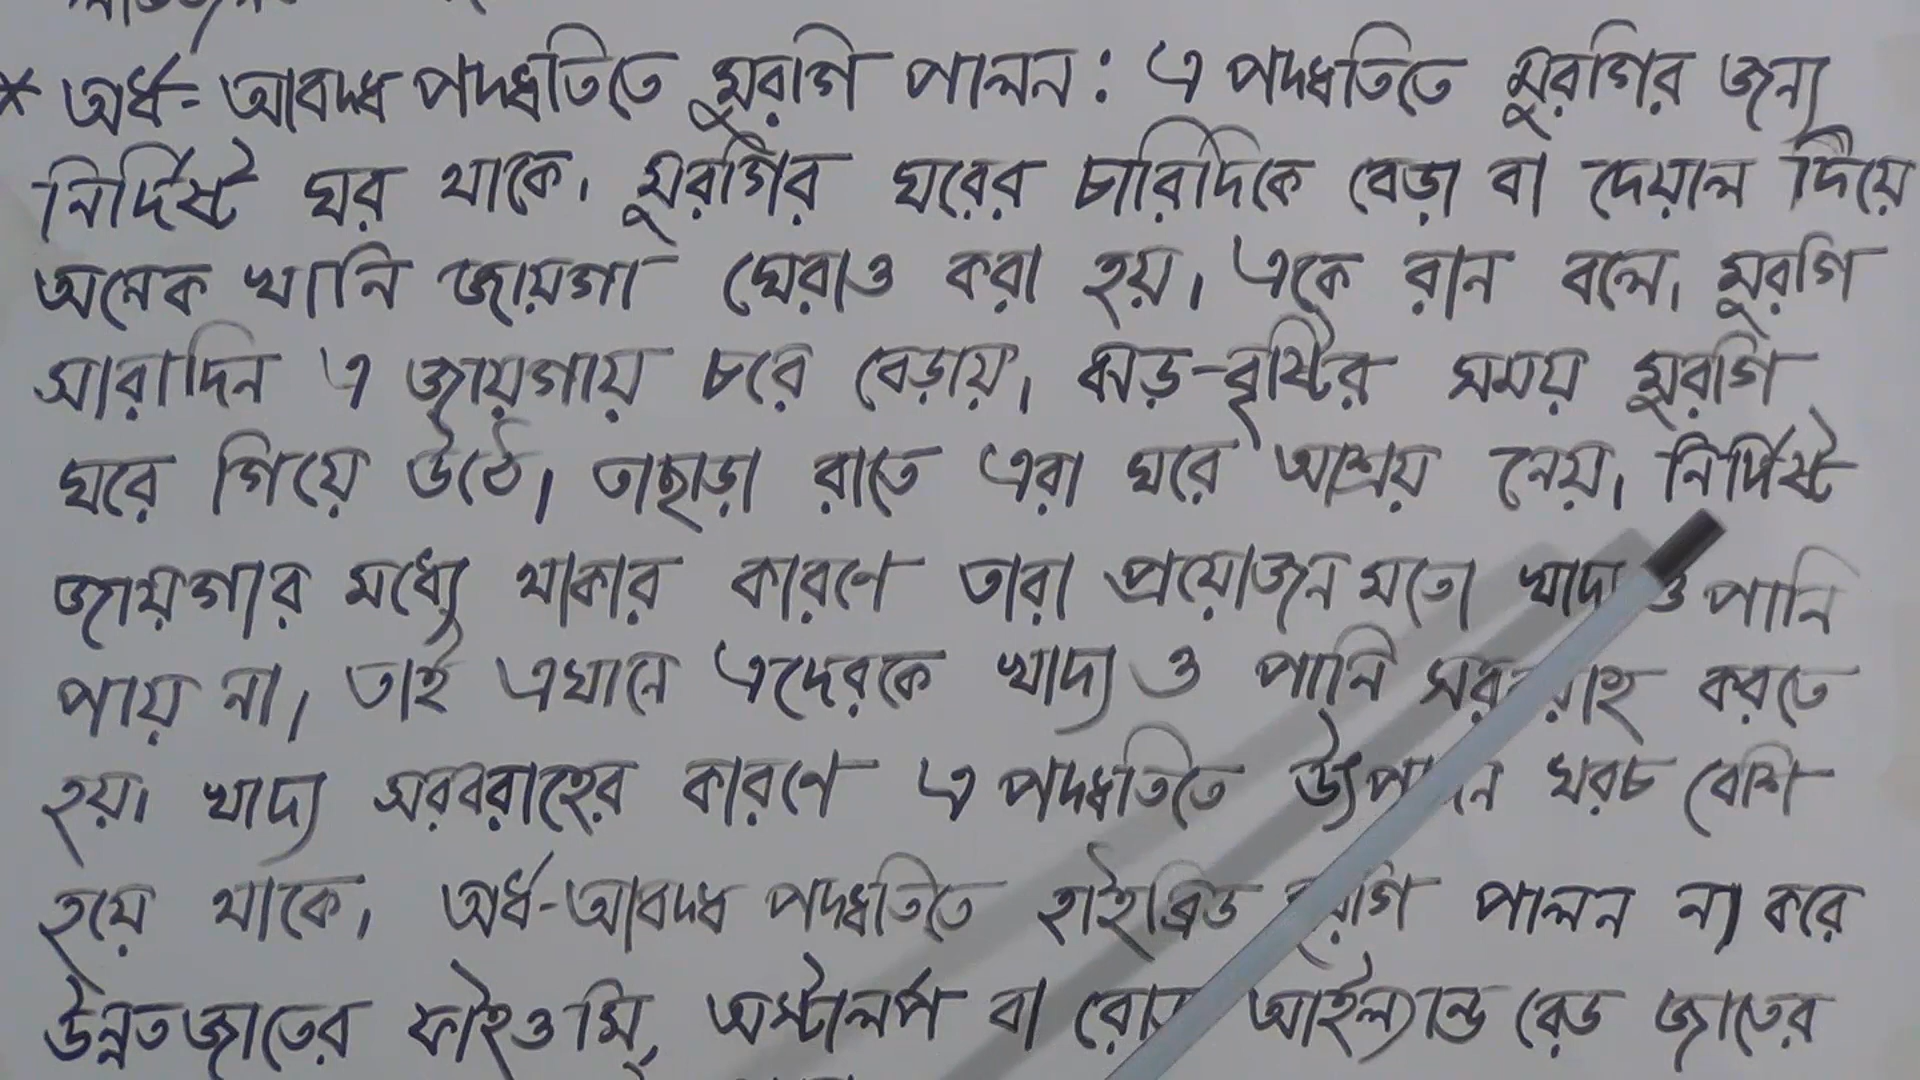 * অর্ধ-আবদ্ধ পদ্ধতিতে মুরগি পালন: এ পদ্ধতিতে মুরগির জন্য
নির্দিষ্ট ঘর থাকে। মুরগির ঘরের চারিদিকে বেড়া বা দেয়াল দিয়ে
অনেক খানি জায়গা ঘেরাও করা হয়। একে রান বলে। মুরগি
সারাদিন এ জায়গায় চরে বেড়ায়। ঝড়-বৃষ্টির সময় মুরগি
ঘরে গিয়ে উঠে। তাছাড়া রাতে এরা ঘরে আশ্রয় নেয়। নির্দিষ্ট
জায়গার মধ্যে থাকার কারণে তারা প্রয়োজন মতো খাদ্য ও পানি
পায় না। তাই এখানে এদেরকে খাদ্য ও পানি সরবরাহ করতে
হয়। খাদ্য সরবরাহের কারণে এ পদ্ধতিতে উৎপাদন খরচ বেশি
হয়ে থাকে। অর্ধ-আবদ্ধ পদ্ধতিতে হাইব্রিড মুরগি পালন না করে
উন্নত জাতের ফাইওমি, অস্টালর্প বা রোড আইল্যান্ড রেড জাতের